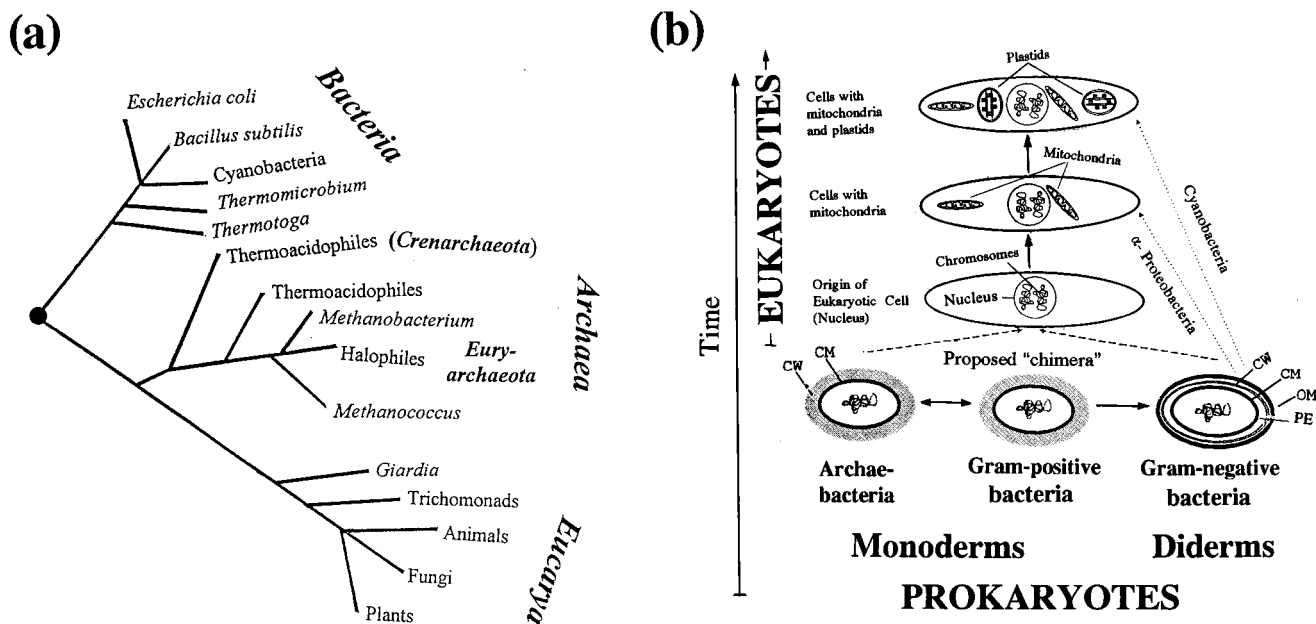 (a)
Bacteria
Escherichia coli
Bacillus subtilis
Cyanobacteria
Thermomicrobium
Thermotoga
Thermoacidophiles (Crenarchaeota)
Archaea
Thermoacidophiles
Methanobacterium
Halophiles
Eury-
archaeota
Methanococcus
Eucarya
Giardia
Trichomonads
Animals
Fungi
Plants
(b)
Time
EUKARYOTES
Plastids
Cells with
mitochondria
and plastids
Mitochondria
Cells with
mitochondria
Cyanobacteria
α- Proteobacteria
Chromosomes
Origin of
Eukaryotic Cell
(Nucleus)
Nucleus
Proposed "chimera"
CW
CM
CW
CM
OM
PE
Archae-
bacteria
Gram-positive
bacteria
Gram-negative
bacteria
Monoderms
Diderms
PROKARYOTES